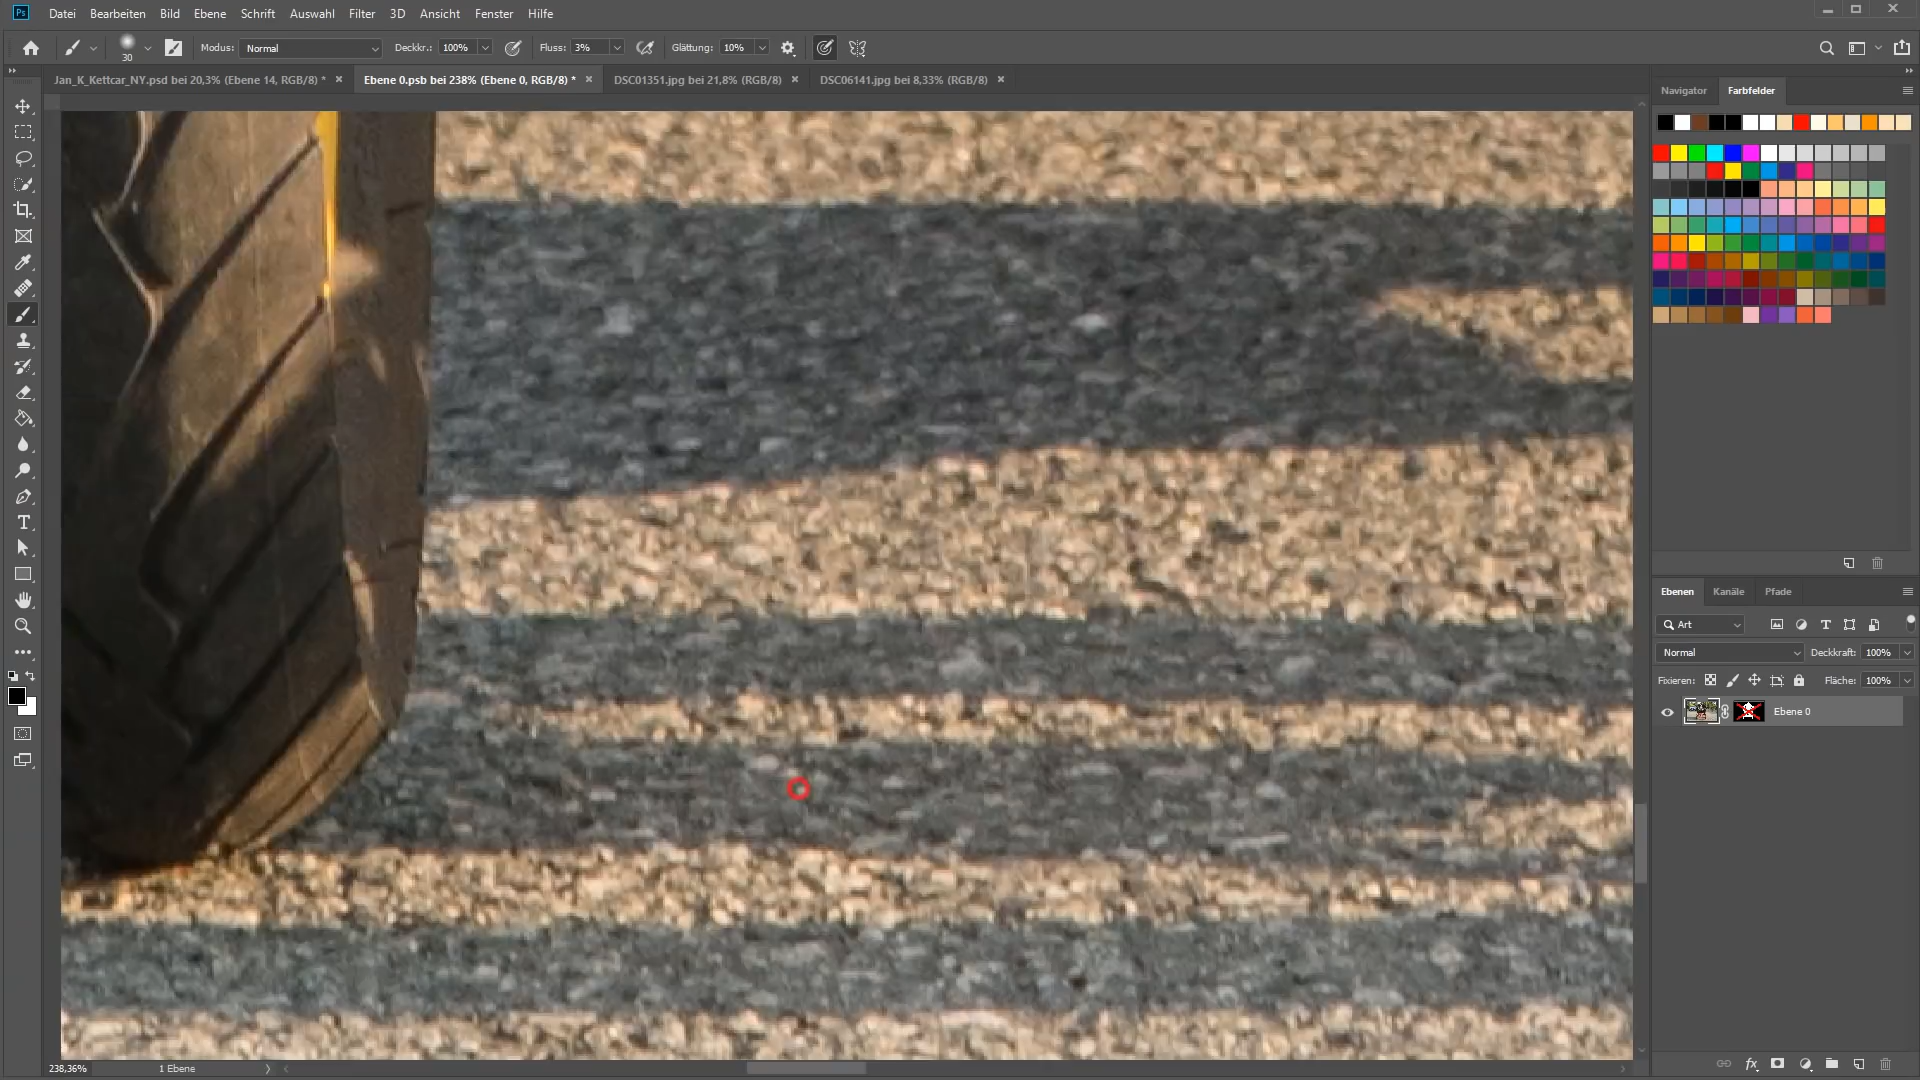 Ps
Datei Bearbeiten Bild Ebene Schrift Auswahl Filter 3D Ansicht Fenster Hilfe
30
Modus: Normal Deckkr.: 100% Fluss: 3% Glättung: 10%
Jan_K_Kettcar_NY.psd bei 20,3% (Ebene 14, RGB/8) * × Ebene 0.psb bei 238% (Ebene 0, RGB/8) * × DSC01351.jpg bei 21,8% (RGB/8) × DSC06141.jpg bei 8,33% (RGB/8) ×
Navigator Farbfelder
Ebenen Kanäle Pfade
Art
Normal Deckkraft: 100%
Fixieren: Fläche: 100%
Ebene 0
238,36% 1 Ebene
fx